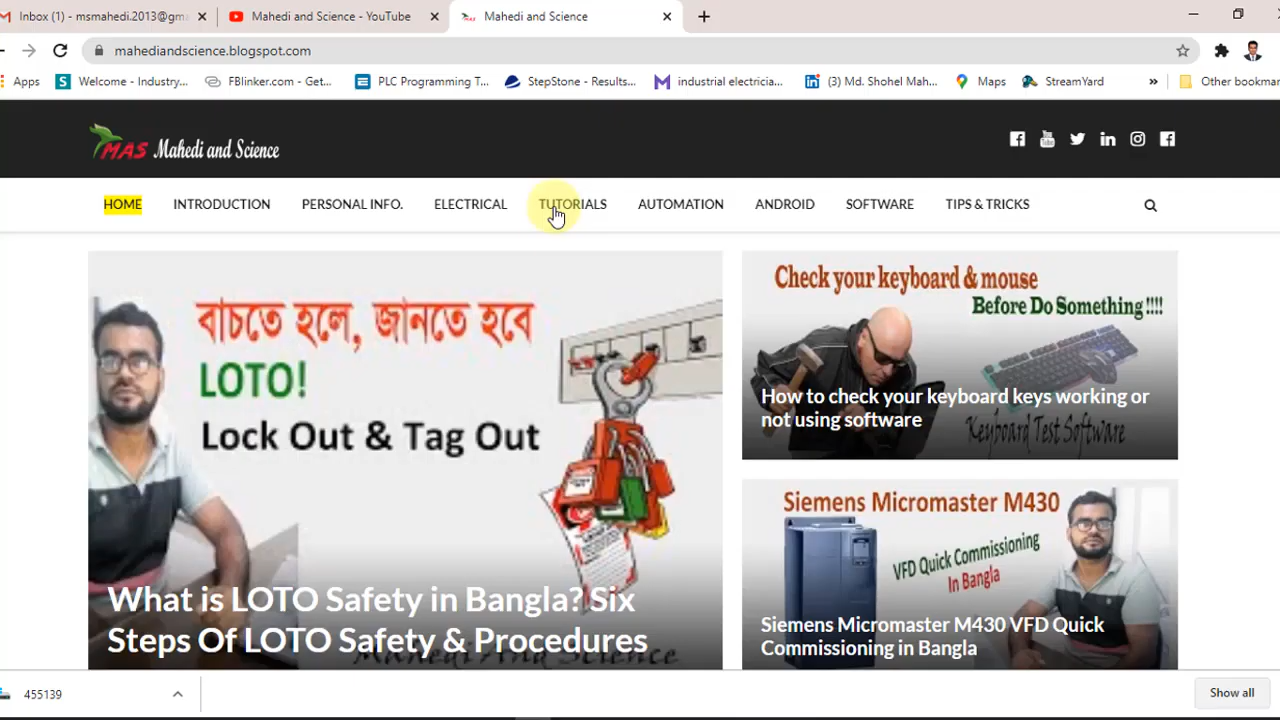 Inbox (1) - msmahedi.2013@gm
Mahedi and Science - YouTube
Mahedi and Science
mahediandscience.blogspot.com
Apps
Welcome - Industry...
FBlinker.com - Get...
PLC Programming T...
StepStone - Results...
industrial electricia...
(3) Md. Shohel Mah...
Maps
StreamYard
»
Other bookmar
MAS Mahedi and Science
HOME
INTRODUCTION
PERSONAL INFO.
ELECTRICAL
TUTORIALS
AUTOMATION
ANDROID
SOFTWARE
TIPS & TRICKS
বাচতে হলে, জানতে হবে
LOTO!
Lock Out & Tag Out
What is LOTO Safety in Bangla? Six
Steps Of LOTO Safety & Procedures
Mahedi And Science
Check your keyboard & mouse
Before Do Something !!!!
How to check your keyboard keys working or
not using software
Keyboard Test Software
Siemens Micromaster M430
VFD Quick Commissioning
In Bangla
Siemens Micromaster M430 VFD Quick
Commissioning in Bangla
455139
Show all